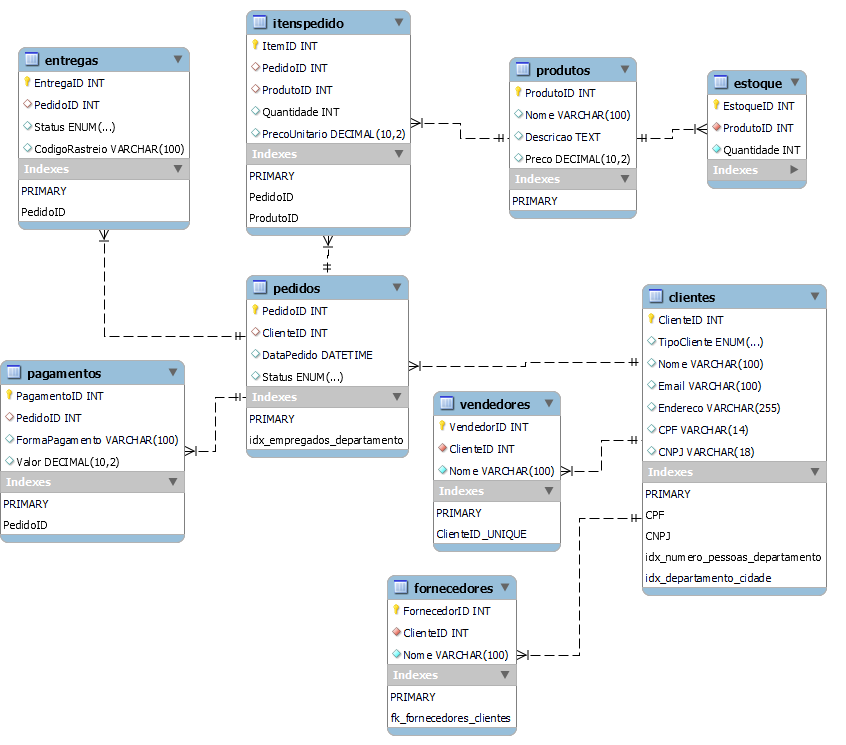 entregas
EntregaID INT
PedidoID INT
Status ENUM(...)
CodigoRastreio VARCHAR(100)
Indexes
PRIMARY
PedidoID
itenspedido
ItemID INT
PedidoID INT
ProdutoID INT
Quantidade INT
PrecoUnitario DECIMAL(10,2)
Indexes
PRIMARY
PedidoID
ProdutoID
produtos
ProdutoID INT
Nome VARCHAR(100)
Descricao TEXT
Preco DECIMAL(10,2)
Indexes
PRIMARY
estoque
EstoqueID INT
ProdutoID INT
Quantidade INT
Indexes
pedidos
PedidoID INT
ClienteID INT
DataPedido DATETIME
Status ENUM(...)
Indexes
PRIMARY
idx_empregados_departamento
clientes
ClienteID INT
TipoCliente ENUM(...)
Nome VARCHAR(100)
Email VARCHAR(100)
Endereco VARCHAR(255)
CPF VARCHAR(14)
CNPJ VARCHAR(18)
Indexes
PRIMARY
CPF
CNPJ
idx_numero_pessoas_departamento
idx_departamento_cidade
pagamentos
PagamentoID INT
PedidoID INT
FormaPagamento VARCHAR(100)
Valor DECIMAL(10,2)
Indexes
PRIMARY
PedidoID
vendedores
VendedorID INT
ClienteID INT
Nome VARCHAR(100)
Indexes
PRIMARY
ClienteID_UNIQUE
fornecedores
FornecedorID INT
ClienteID INT
Nome VARCHAR(100)
Indexes
PRIMARY
fk_fornecedores_clientes